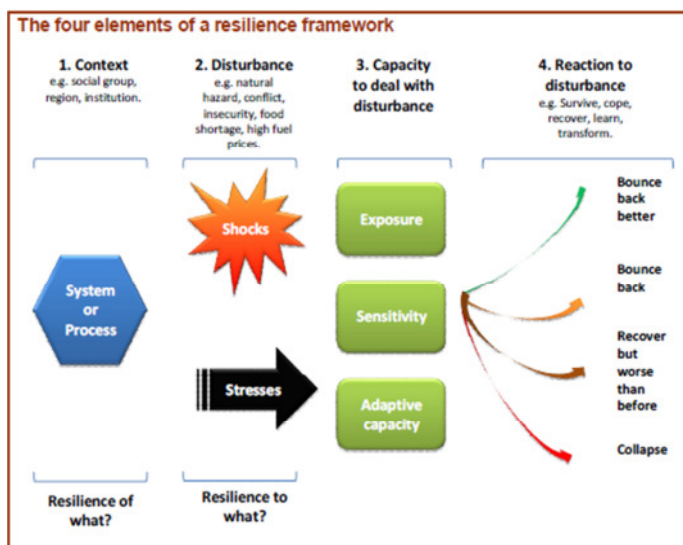 The four elements of a resilience framework
1. Context
e.g. social group,
region, institution.
2. Disturbance
e.g. natural
hazard, conflict,
insecurity, food
shortage, high fuel
prices.
3. Capacity
to deal with
disturbance
4. Reaction to
disturbance
e.g. Survive, cope,
recover, learn,
transform.
System
or
Process
Shocks
Stresses
Exposure
Sensitivity
Adaptive
capacity
Bounce
back
better
Bounce
back
Recover
but
worse
than
before
Collapse
Resilience of
what?
Resilience to
what?